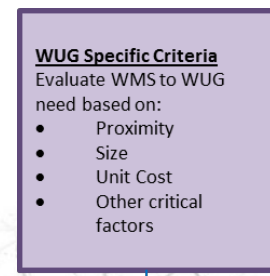 WUG Specific Criteria
Evaluate WMS to WUG
need based on:
• Proximity
• Size
• Unit Cost
• Other critical
factors